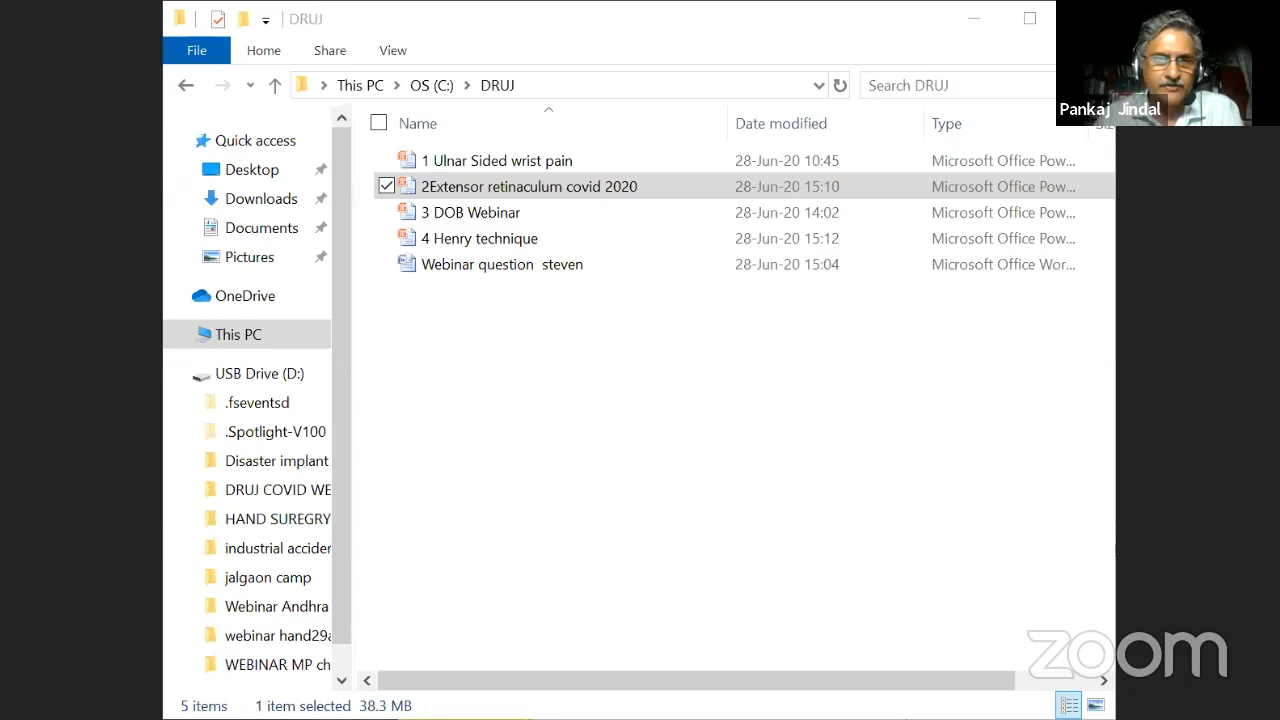 DRUJ
File Home Share View
This PC OS (C:) DRUJ
Search DRUJ
Pankaj Jindal
Name Date modified Type
Quick access
Desktop
Downloads
Documents
Pictures
OneDrive
This PC
USB Drive (D:)
.fseventsd
.Spotlight-V100
Disaster implant
DRUJ COVID WE
HAND SUREGRY
industrial accider
jalgaon camp
Webinar Andhra
webinar hand29a
WEBINAR MP ch
1 Ulnar Sided wrist pain 28-Jun-20 10:45 Microsoft Office Pow...
2Extensor retinaculum covid 2020 28-Jun-20 15:10 Microsoft Office Pow...
3 DOB Webinar 28-Jun-20 14:02 Microsoft Office Pow...
4 Henry technique 28-Jun-20 15:12 Microsoft Office Pow...
Webinar question steven 28-Jun-20 15:04 Microsoft Office Wor...
5 items 1 item selected 38.3 MB
zoom